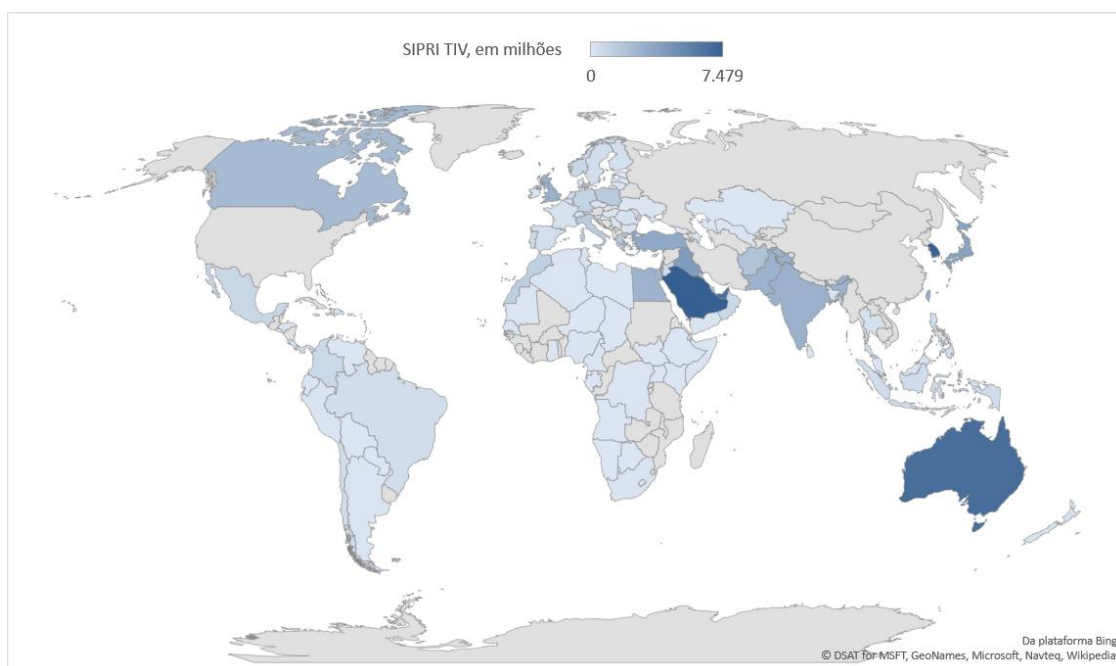 SIPRI TIV, em milhões
0 7.479
Da plataforma Bing
© DSAT for MSFT, GeoNames, Microsoft, Navteq, Wikipedia